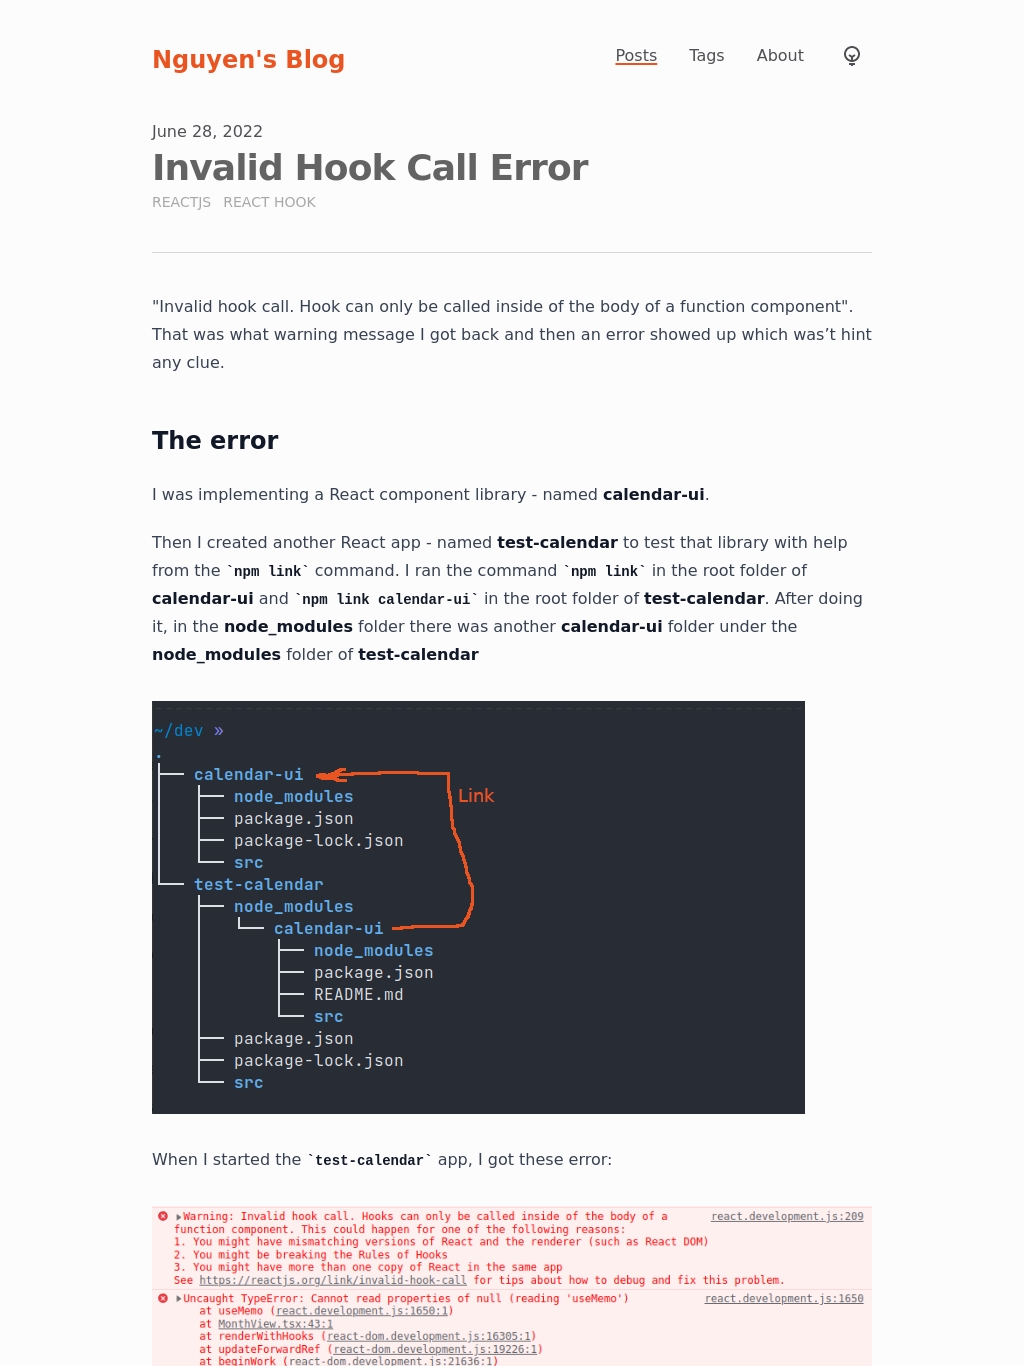 Nguyen's Blog
Posts Tags About
June 28, 2022
Invalid Hook Call Error
REACTJS REACT HOOK
"Invalid hook call. Hook can only be called inside of the body of a function component".
That was what warning message I got back and then an error showed up which was’t hint
any clue.
The error
I was implementing a React component library - named calendar-ui.
Then I created another React app - named test-calendar to test that library with help
from the `npm link` command. I ran the command `npm link` in the root folder of
calendar-ui and `npm link calendar-ui` in the root folder of test-calendar. After doing
it, in the node_modules folder there was another calendar-ui folder under the
node_modules folder of test-calendar
~/dev »
.
calendar-ui
node_modules
Link
package.json
package-lock.json
src
test-calendar
node_modules
calendar-ui
node_modules
package.json
README.md
src
package.json
package-lock.json
src
When I started the `test-calendar` app, I got these error:
Warning: Invalid hook call. Hooks can only be called inside of the body of a react.development.js:209
function component. This could happen for one of the following reasons:
1. You might have mismatching versions of React and the renderer (such as React DOM)
2. You might be breaking the Rules of Hooks
3. You might have more than one copy of React in the same app
See https://reactjs.org/link/invalid-hook-call for tips about how to debug and fix this problem.
Uncaught TypeError: Cannot read properties of null (reading 'useMemo') react.development.js:1650
at useMemo (react.development.js:1650:1)
at MonthView.tsx:43:1
at renderWithHooks (react-dom.development.js:16305:1)
at updateForwardRef (react-dom.development.js:19226:1)
at beginWork (react-dom.development.js:21636:1)